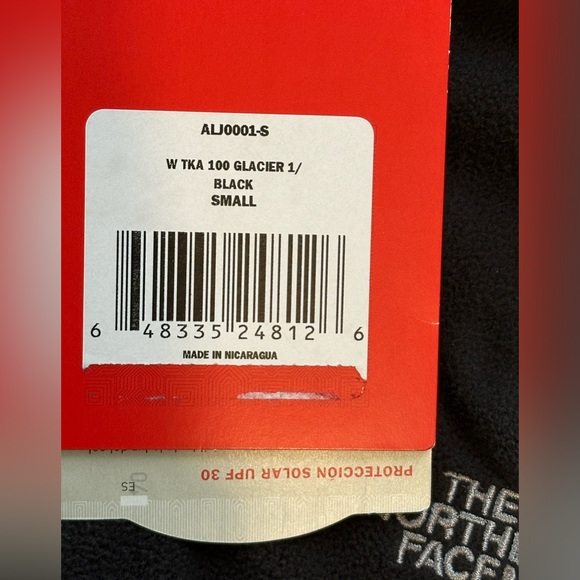 ALJ0001-S
W TKA 100 GLACIER 1/
BLACK
SMALL
6 48335 24812 6
MADE IN NICARAGUA
PROTECCIÓN SOLAR UPF 30
ES
THE
NORTH
FACE